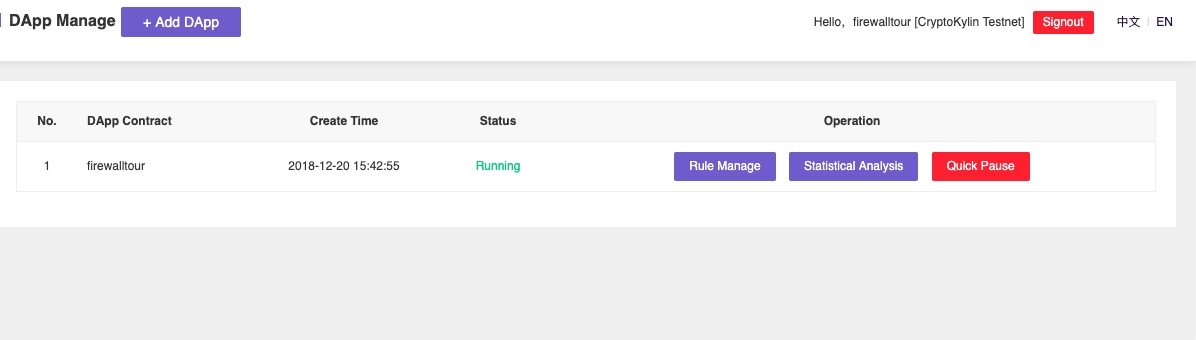 DApp Manage + Add DApp Hello, firewalltour [CryptoKylin Testnet] Signout 中文 | EN
No. DApp Contract Create Time Status Operation
1 firewalltour 2018-12-20 15:42:55 Running Rule Manage Statistical Analysis Quick Pause